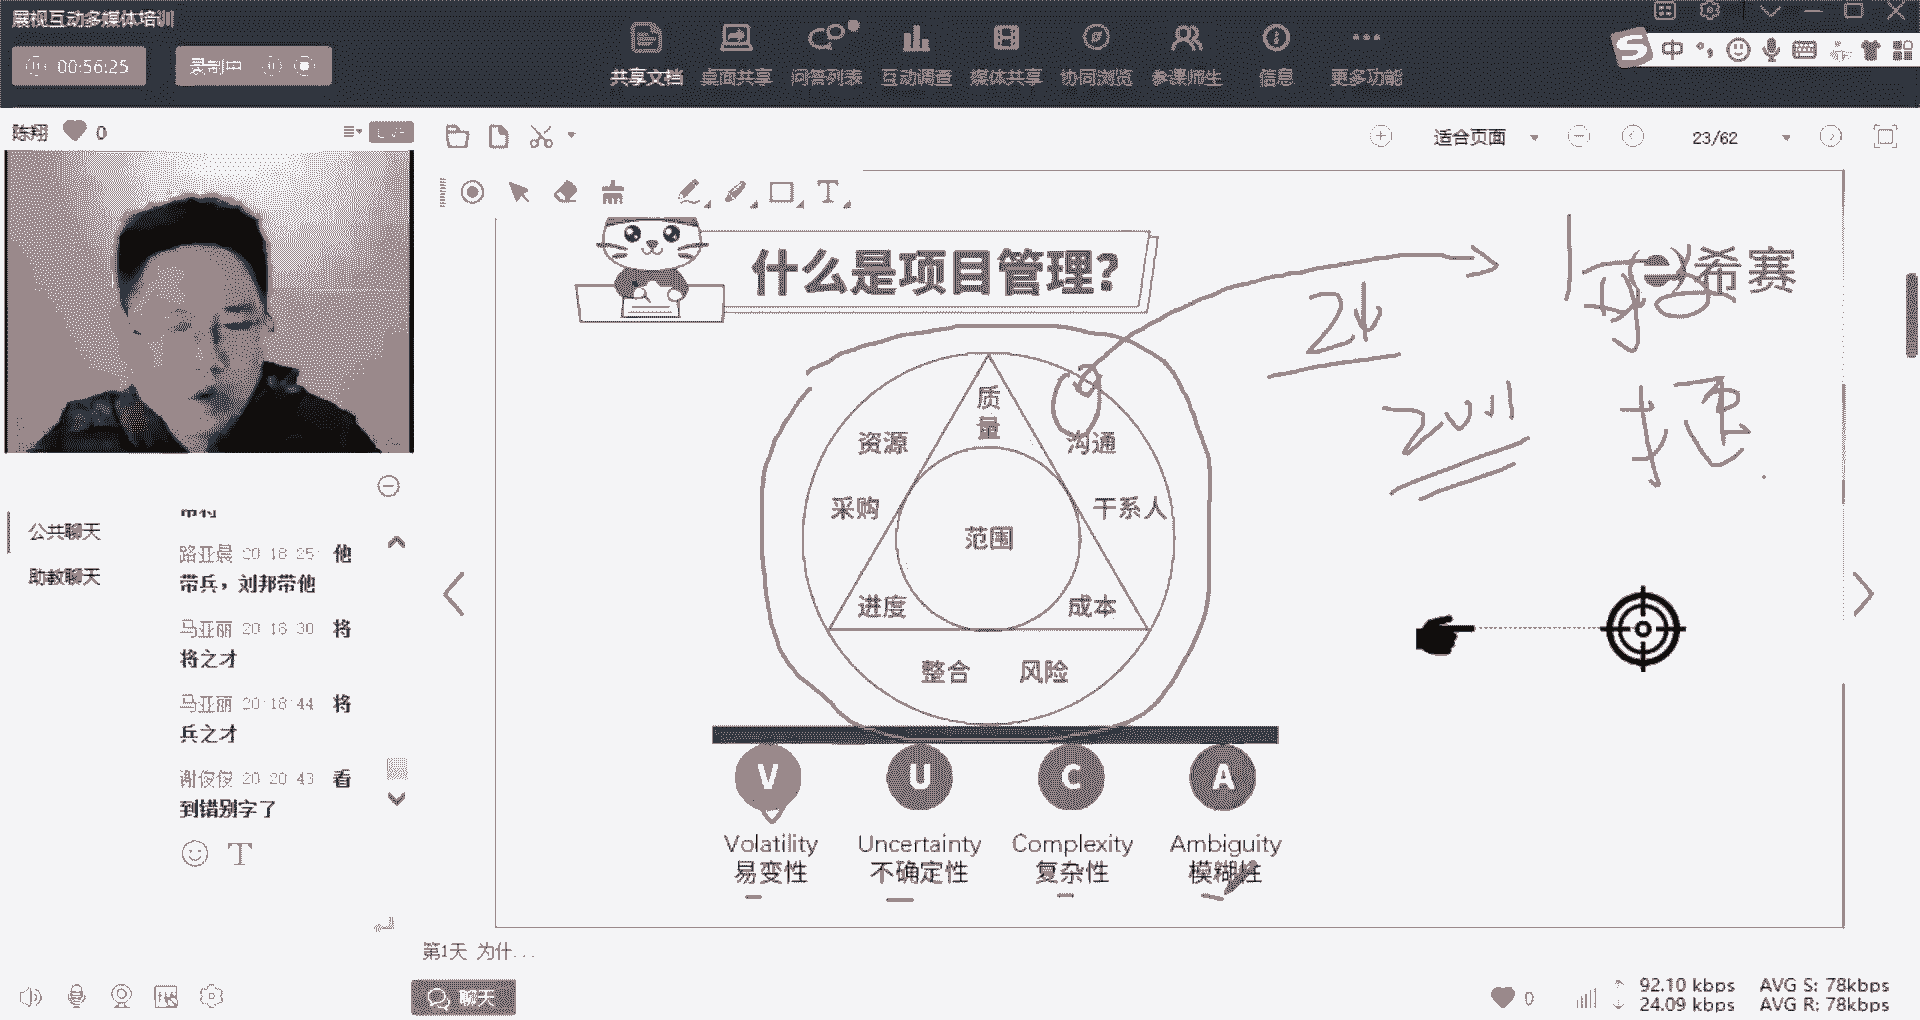 展视互动多媒体培训
00:56:25
录制中
共享文档 桌面共享 问答列表 互动调查 媒体共享 协同浏览 参课师生 信息 更多功能
中
陈翔 0
适合页面
23/62
公共聊天
助教聊天
路亚晨 20:18:25 他
带兵，刘邦带他
马亚丽 20:18:30 将
将之才
马亚丽 20:18:44 将
兵之才
谢俊俊 20:20:43 看
到错别字了
什么是项目管理?
希赛
2011
质
量
资源
沟通
采购
干系人
范围
进度
成本
整合 风险
V U C A
Volatility Uncertainty Complexity Ambiguity
易变性 不确定性 复杂性 模糊性
第1天 为什...
聊天
0
92.10 kbps AVG S: 78kbps
24.09 kbps AVG R: 78kbps